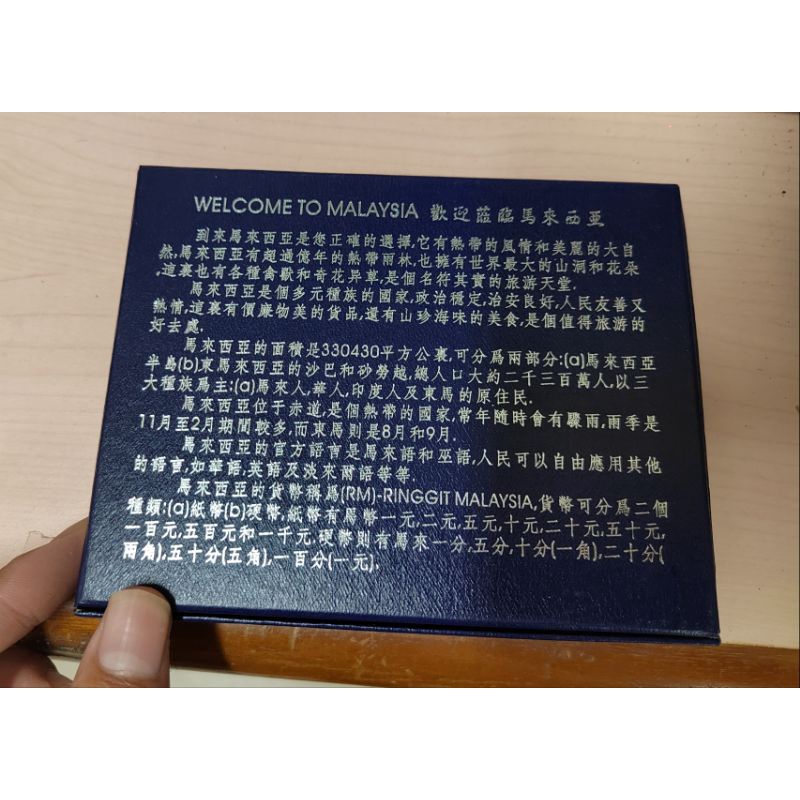 WELCOME TO MALAYSIA 歡迎蒞臨馬來西亞
到來馬來西亞是您正確的選擇,它有熱帶的風情和美麗的大自
然,馬來西亞有超過億年的熱帶雨林,也擁有世界最大的山洞和花朵
,這裏也有各種禽獸和奇花异草,是個名符其實的旅游天堂.
馬來西亞是個多元種族的國家,政治穩定,治安良好,人民友善又
熱情,這裏有價廉物美的貨品,還有山珍海味的美食,是個值得旅游的
好去處.
馬來西亞的面積是330430平方公裏,可分爲兩部分:(a)馬來西亞
半島(b)東馬來西亞的沙巴和砂勞越,總人口大約二千三百萬人,以三
大種族爲主:(a)馬來人,華人,印度人及東馬的原住民.
馬來西亞位于赤道,是個熱帶的國家,常年隨時會有驟雨,雨季是
11月至2月期間較多,而東馬則是8月和9月.
馬來西亞的官方語言是馬來語和巫語,人民可以自由應用其他
的語言,如華語,英語及淡來爾語等等.
馬來西亞的貨幣稱爲(RM)-RINGGIT MALAYSIA,貨幣可分爲二個
種類:(a)紙幣(b)硬幣,紙幣有馬幣一元,二元,五元,十元,二十元,五十元,
一百元,五百元和一千元,硬幣則有馬來一分,五分,十分(一角),二十分(
兩角),五十分(五角),一百分(一元).